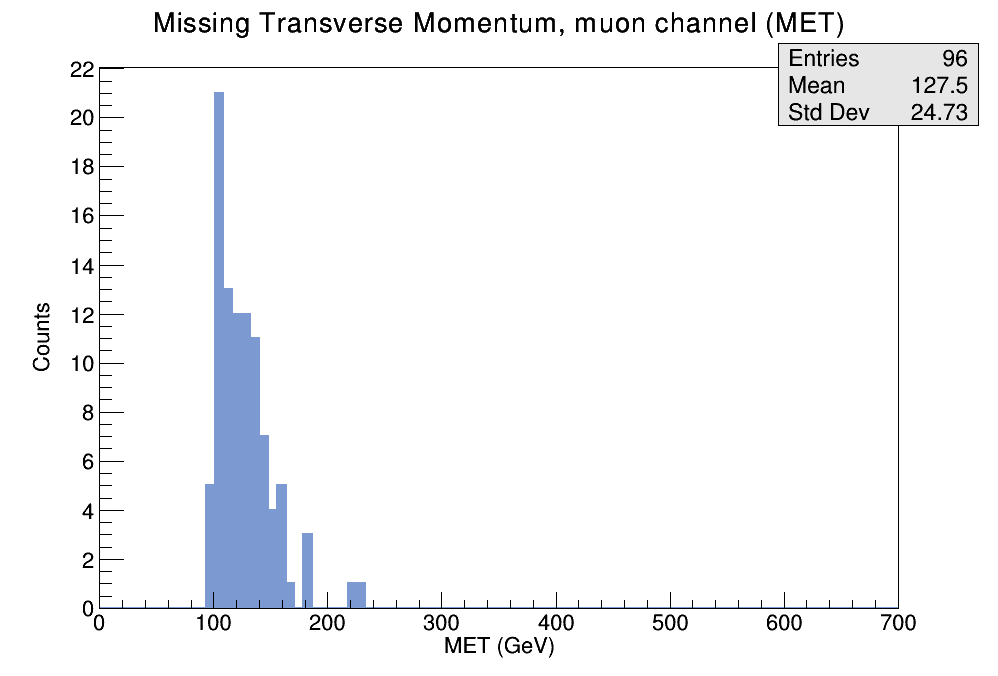 Missing Transverse Momentum, muon channel (MET)
Entries 96
Mean 127.5
Std Dev 24.73
22
20
18
16
14
12
10
8
6
4
2
0
Counts
0 100 200 300 400 500 600 700
MET (GeV)